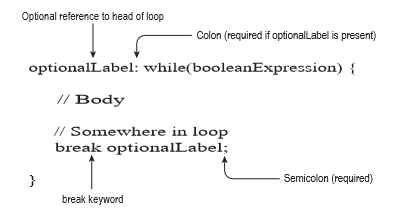 Optional reference to head of loop
Colon (required if optionalLabel is present)
optionalLabel: while(booleanExpression) {
// Body
// Somewhere in loop
break optionalLabel;
Semicolon (required)
}
break keyword